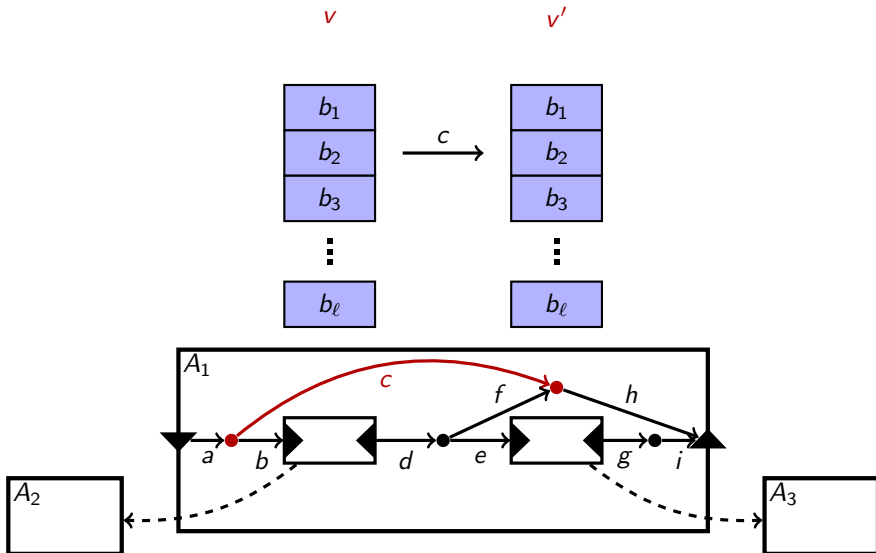 v v′
b₁ b₁
c
b₂ b₂
b₃ b₃
bℓ bℓ
A₁
c f h
a b d e g i
A₂ A₃